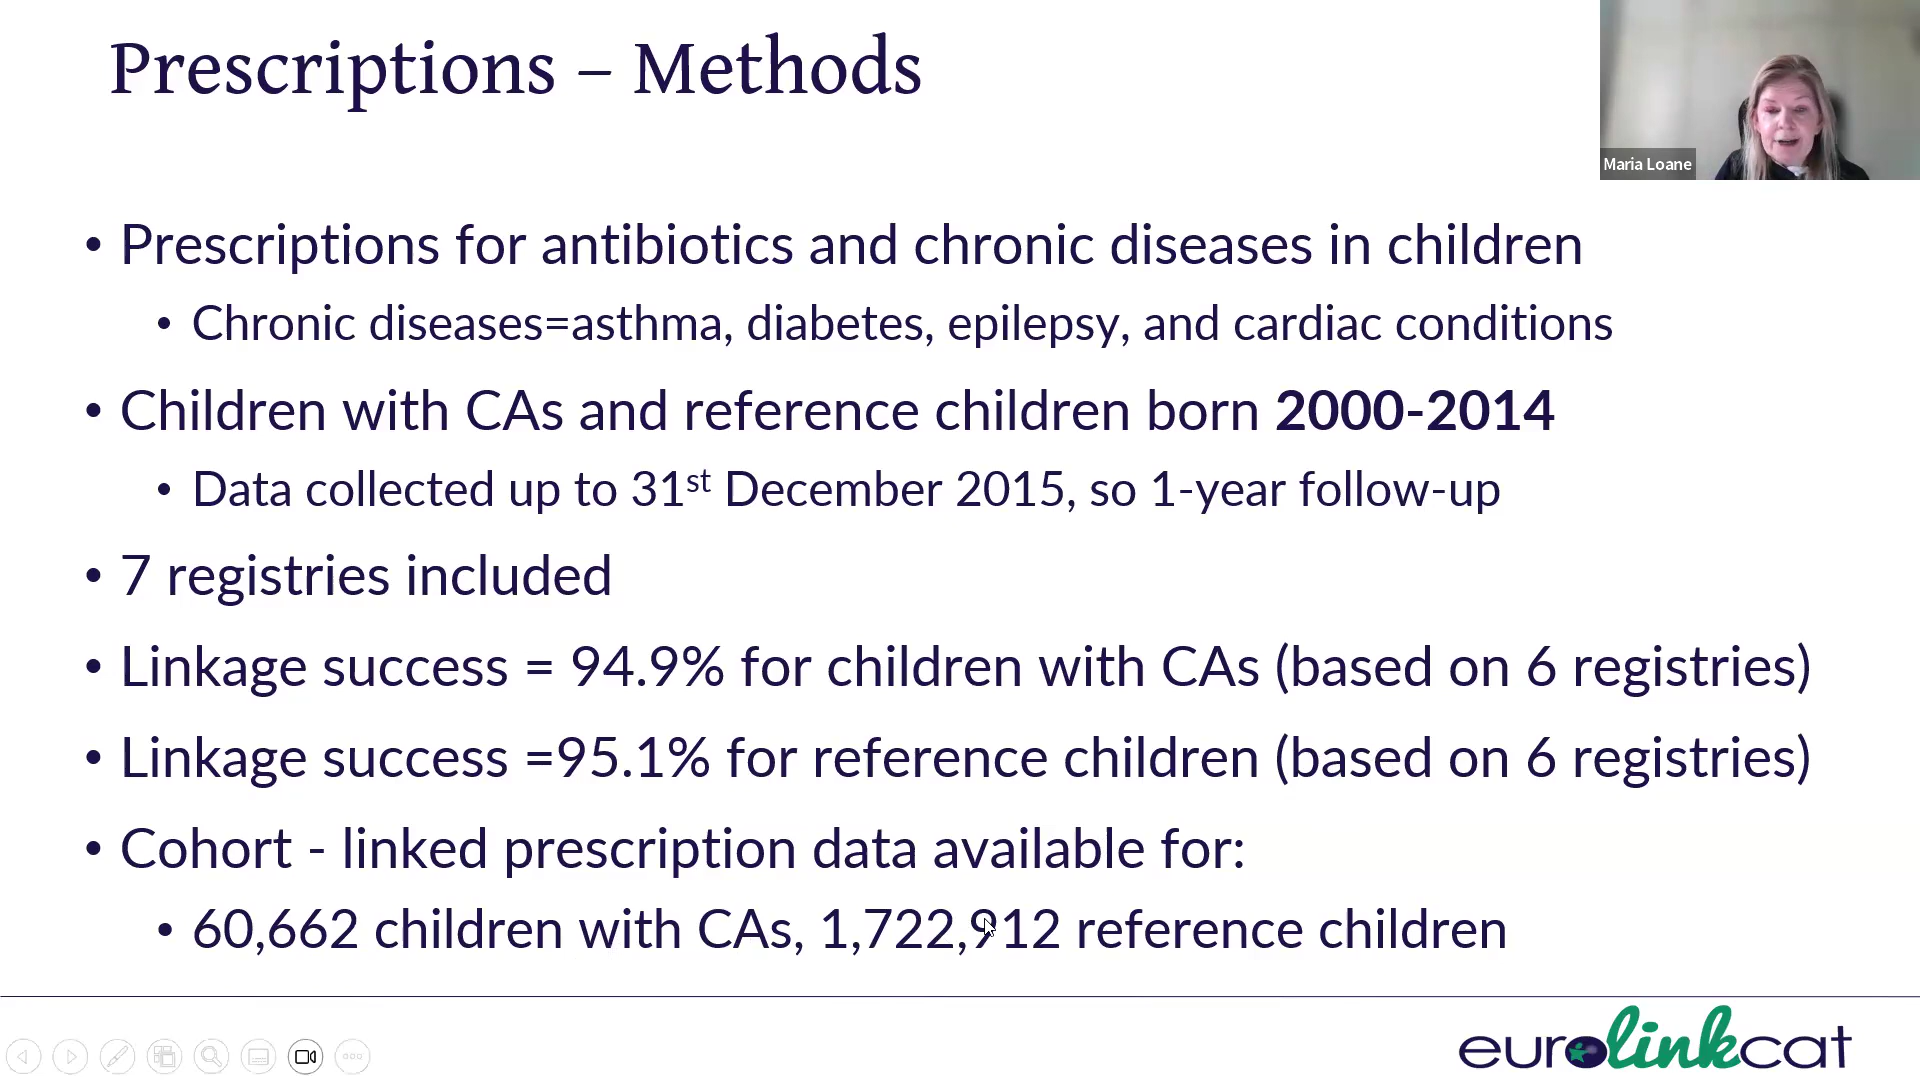 Prescriptions – Methods
Maria Loane
• Prescriptions for antibiotics and chronic diseases in children
• Chronic diseases=asthma, diabetes, epilepsy, and cardiac conditions
• Children with CAs and reference children born 2000-2014
• Data collected up to 31st December 2015, so 1-year follow-up
• 7 registries included
• Linkage success = 94.9% for children with CAs (based on 6 registries)
• Linkage success =95.1% for reference children (based on 6 registries)
• Cohort - linked prescription data available for:
• 60,662 children with CAs, 1,722,912 reference children
eurolinkcat